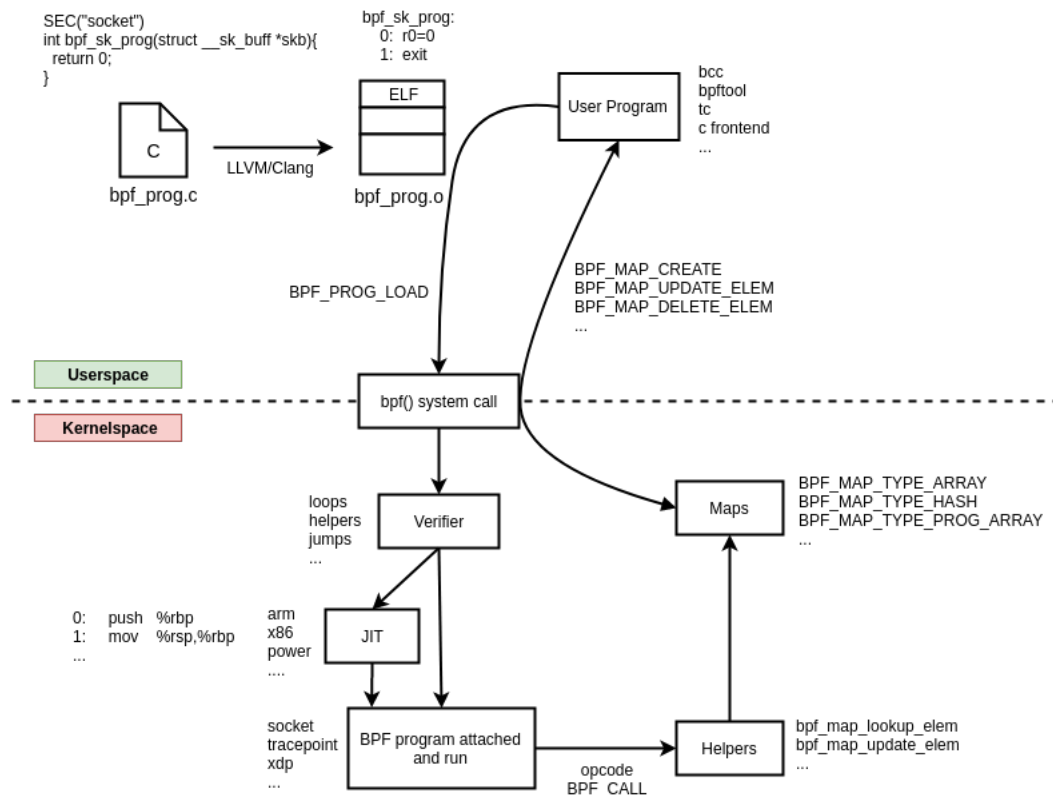 SEC("socket")
int bpf_sk_prog(struct __sk_buff *skb){
return 0;
}
bpf_sk_prog:
0: r0=0
1: exit
C
bpf_prog.c
LLVM/Clang
ELF
bpf_prog.o
User Program
bcc
bpftool
tc
c frontend
...
BPF_PROG_LOAD
BPF_MAP_CREATE
BPF_MAP_UPDATE_ELEM
BPF_MAP_DELETE_ELEM
...
Userspace
bpf() system call
Kernelspace
loops
helpers
jumps
...
Verifier
Maps
BPF_MAP_TYPE_ARRAY
BPF_MAP_TYPE_HASH
BPF_MAP_TYPE_PROG_ARRAY
...
0: push %rbp
1: mov %rsp,%rbp
...
arm
x86
power
....
JIT
socket
tracepoint
xdp
...
BPF program attached
and run
opcode
BPF_CALL
Helpers
bpf_map_lookup_elem
bpf_map_update_elem
...